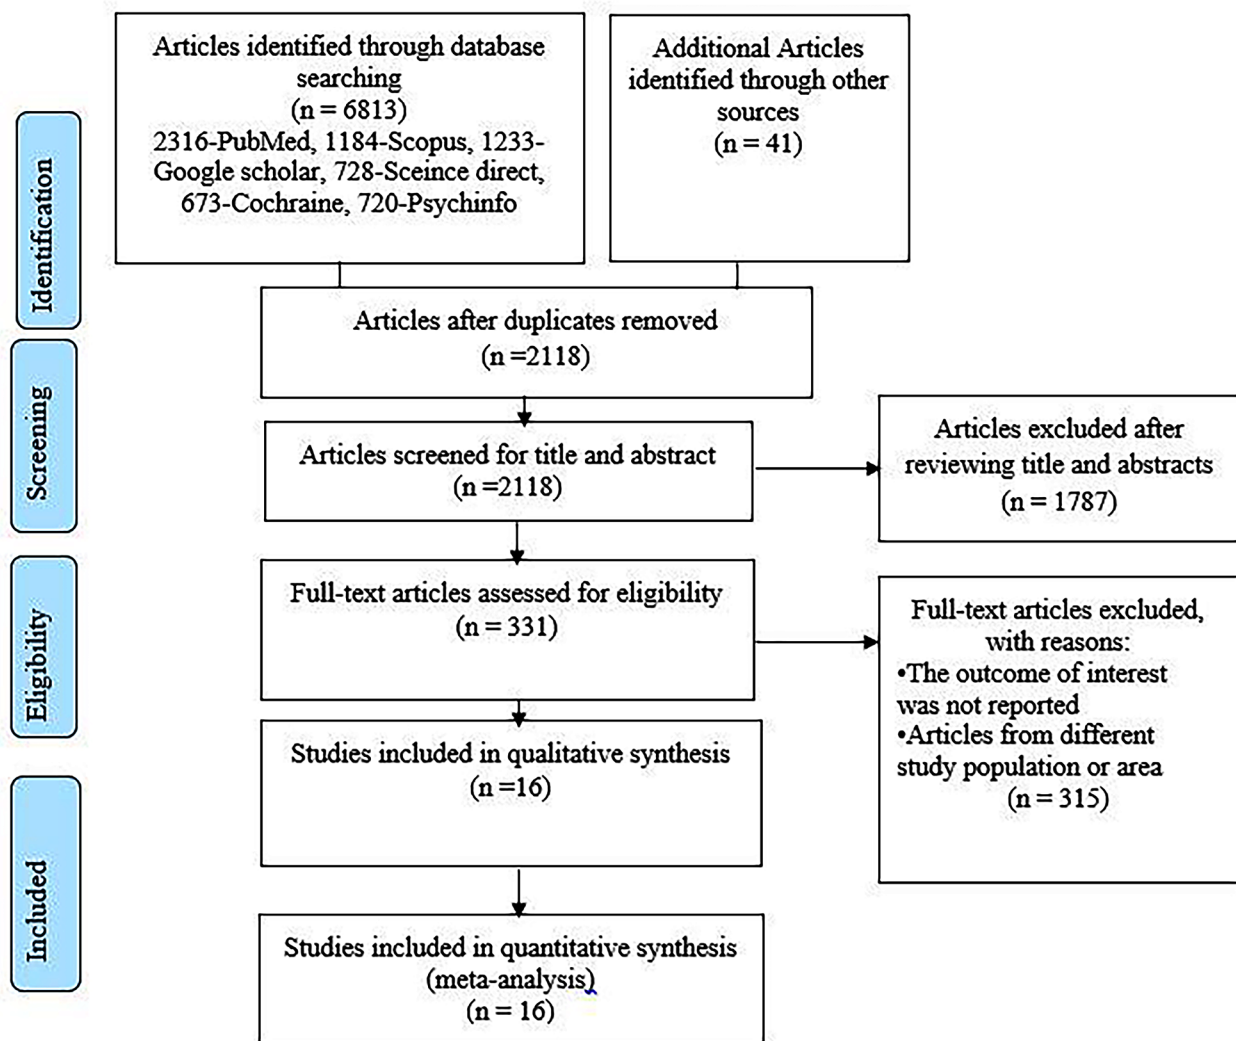 Articles identified through database
searching
(n = 6813)
2316-PubMed, 1184-Scopus, 1233-
Google scholar, 728-Sceince direct,
673-Cochraine, 720-Psychinfo
Additional Articles
identified through other
sources
(n = 41)
Identification
Articles after duplicates removed
(n =2118)
Screening
Articles screened for title and abstract
(n =2118)
Articles excluded after
reviewing title and abstracts
(n = 1787)
Eligibility
Full-text articles assessed for eligibility
(n = 331)
Full-text articles excluded,
with reasons:
•The outcome of interest
was not reported
•Articles from different
study population or area
(n = 315)
Studies included in qualitative synthesis
(n =16)
Included
Studies included in quantitative synthesis
(meta-analysis)
(n = 16)